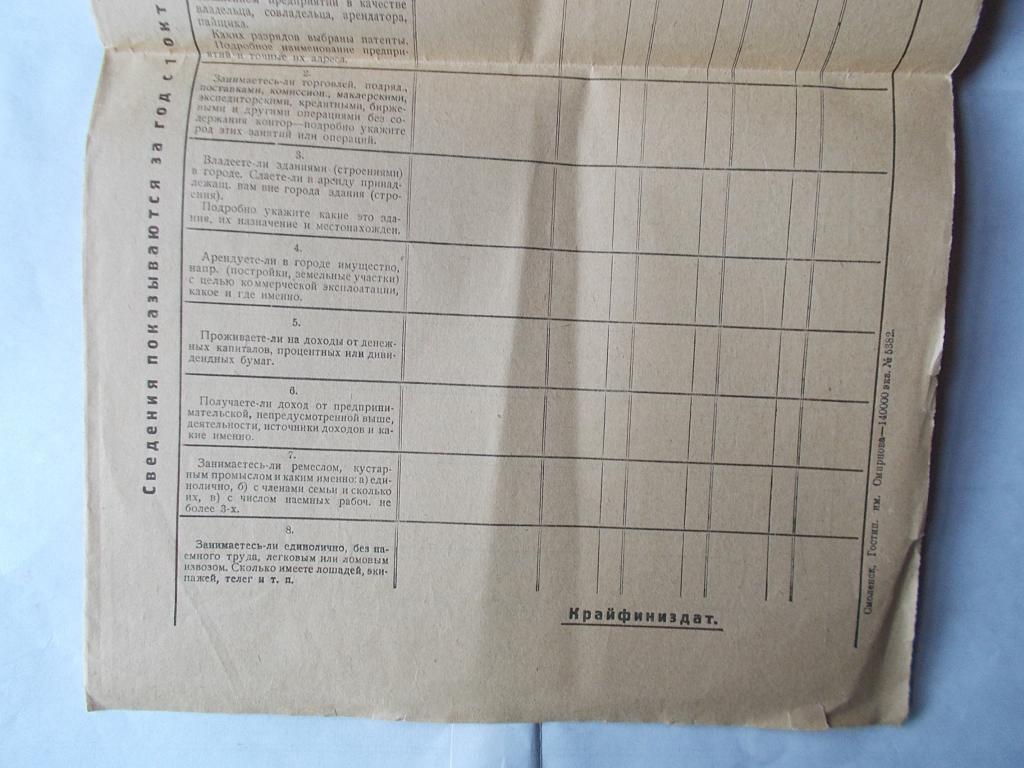 Сведения показываются за год с 1 окт
щенном предприятии в качестве
владельца, совладельца, арендатора,
пайщика.
Каких разрядов выбраны патенты.
Подробное наименование предпри-
ятий и точные их адреса.
2.
Занимаетесь-ли торговлей, подряд.,
поставками, комиссион., маклерскими,
экспедиторскими, кредитными, бирже-
выми и другими операциями без со-
держания контор—подробно укажите
род этих занятий или операций.
3.
Владеете-ли зданиями (строениями)
в городе. Сдаете-ли в аренду принад-
лежащ. вам вне города здания (строе-
ния).
Подробно укажите какие это зда-
ния, их назначение и местонахожден.
4.
Арендуете-ли в городе имущество,
напр. (постройки, земельные участки)
с целью коммерческой эксплоатации,
какое и где именно.
5.
Проживаете-ли на доходы от денеж-
ных капиталов, процентных или диви-
дендных бумаг.
6.
Получаете-ли доход от предприни-
мательской, непредусмотренной выше,
деятельности, источники доходов и ка-
кие именно.
7.
Занимаетесь-ли ремеслом, кустар-
ным промыслом и каким именно: а) еди-
нолично, б) с членами семьи и сколько
их, в) с числом наемных рабоч. не
более 3-х.
8.
Занимаетесь-ли единолично, без на-
емного труда, легковым или ломовым
извозом. Сколько имеете лошадей, эки-
пажей, телег и т. п.
Крайфиниздат.
Смоленск, Гостип. им. Смирнова—140000 экз. № 5382.